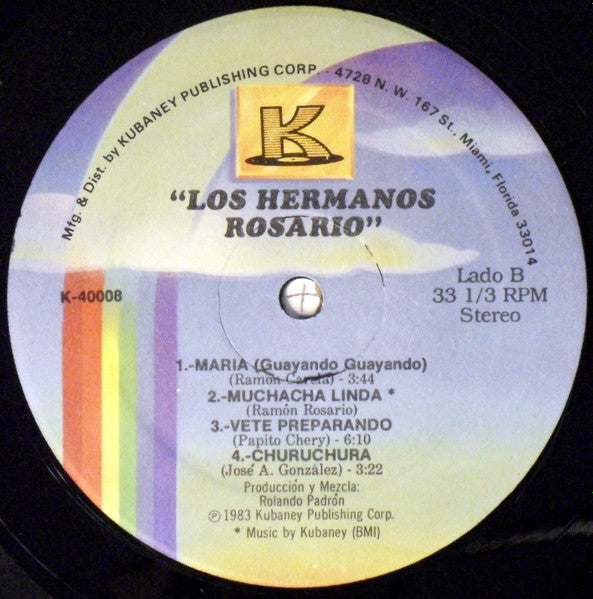 Mfg. & Dist. by KUBANEY PUBLISHING CORP. - 4728 N. W. 167 St., Miami, Florida 33014
K
"LOS HERMANOS
ROSARIO"
K-40008
Lado B
33 1/3 RPM
Stereo
1.-MARIA (Guayando Guayando)
(Ramón García) - 3:44
2.-MUCHACHA LINDA *
(Ramón Rosario)
3.-VETE PREPARANDO
(Papito Chery) - 6:10
4.-CHURUCHURA
(José A. González) - 3:22
Producción y Mezcla:
Rolando Padrón
℗ 1983 Kubaney Publishing Corp.
* Music by Kubaney (BMI)